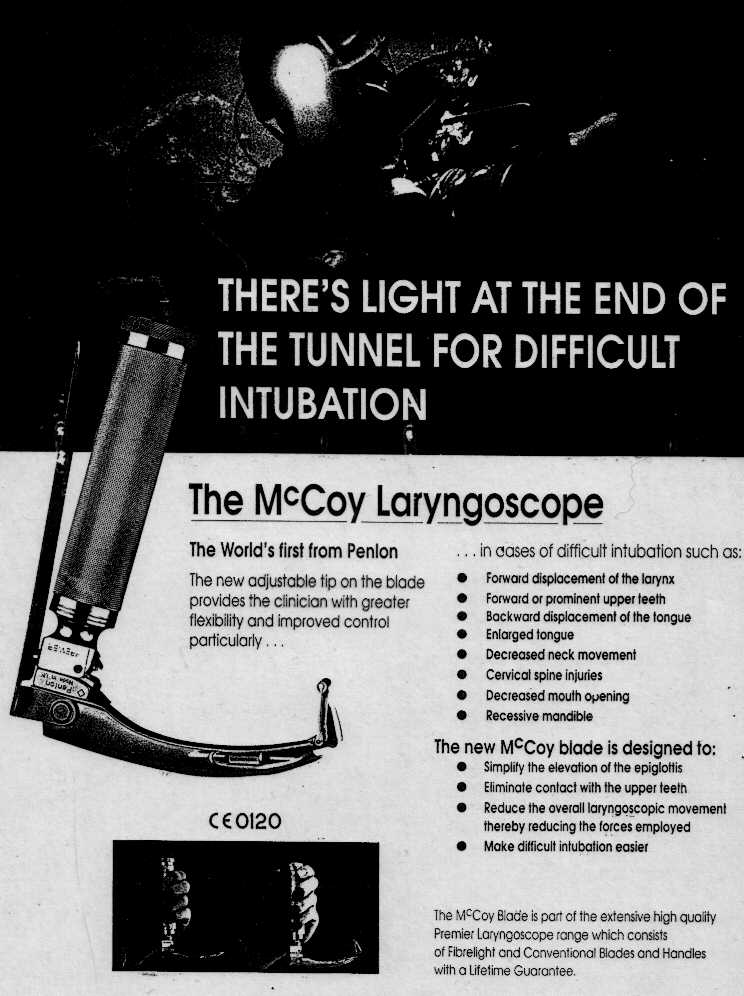 THERE'S LIGHT AT THE END OF
THE TUNNEL FOR DIFFICULT
INTUBATION
The McCoy Laryngoscope
The World's first from Penlon
The new adjustable tip on the blade
provides the clinician with greater
flexibility and improved control
particularly . . .
. . . in cases of difficult intubation such as:
● Forward displacement of the larynx
● Forward or prominent upper teeth
● Backward displacement of the tongue
● Enlarged tongue
● Decreased neck movement
● Cervical spine injuries
● Decreased mouth opening
● Recessive mandible
The new McCoy blade is designed to:
● Simplify the elevation of the epiglottis
● Eliminate contact with the upper teeth
● Reduce the overall laryngoscopic movement
thereby reducing the forces employed
● Make difficult intubation easier
Penlon
CE0120
The McCoy Blade is part of the extensive high quality
Premier Laryngoscope range which consists
of Fibrelight and Conventional Blades and Handles
with a Lifetime Guarantee.